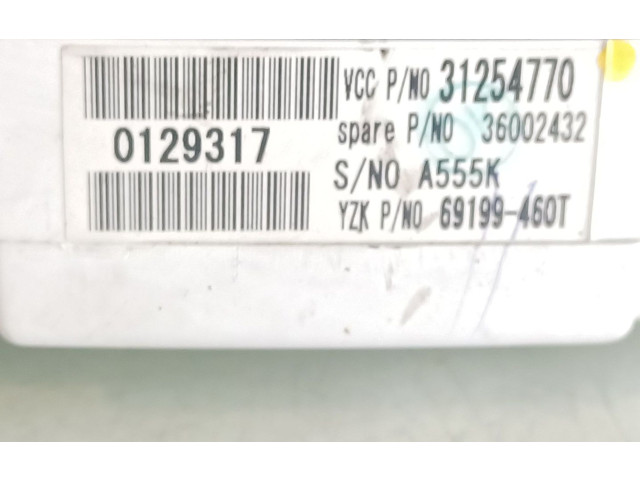 VCC P/NO 31254770
0129317
spare P/NO 36002432
S/NO A555K
YZK P/NO 69199-460T